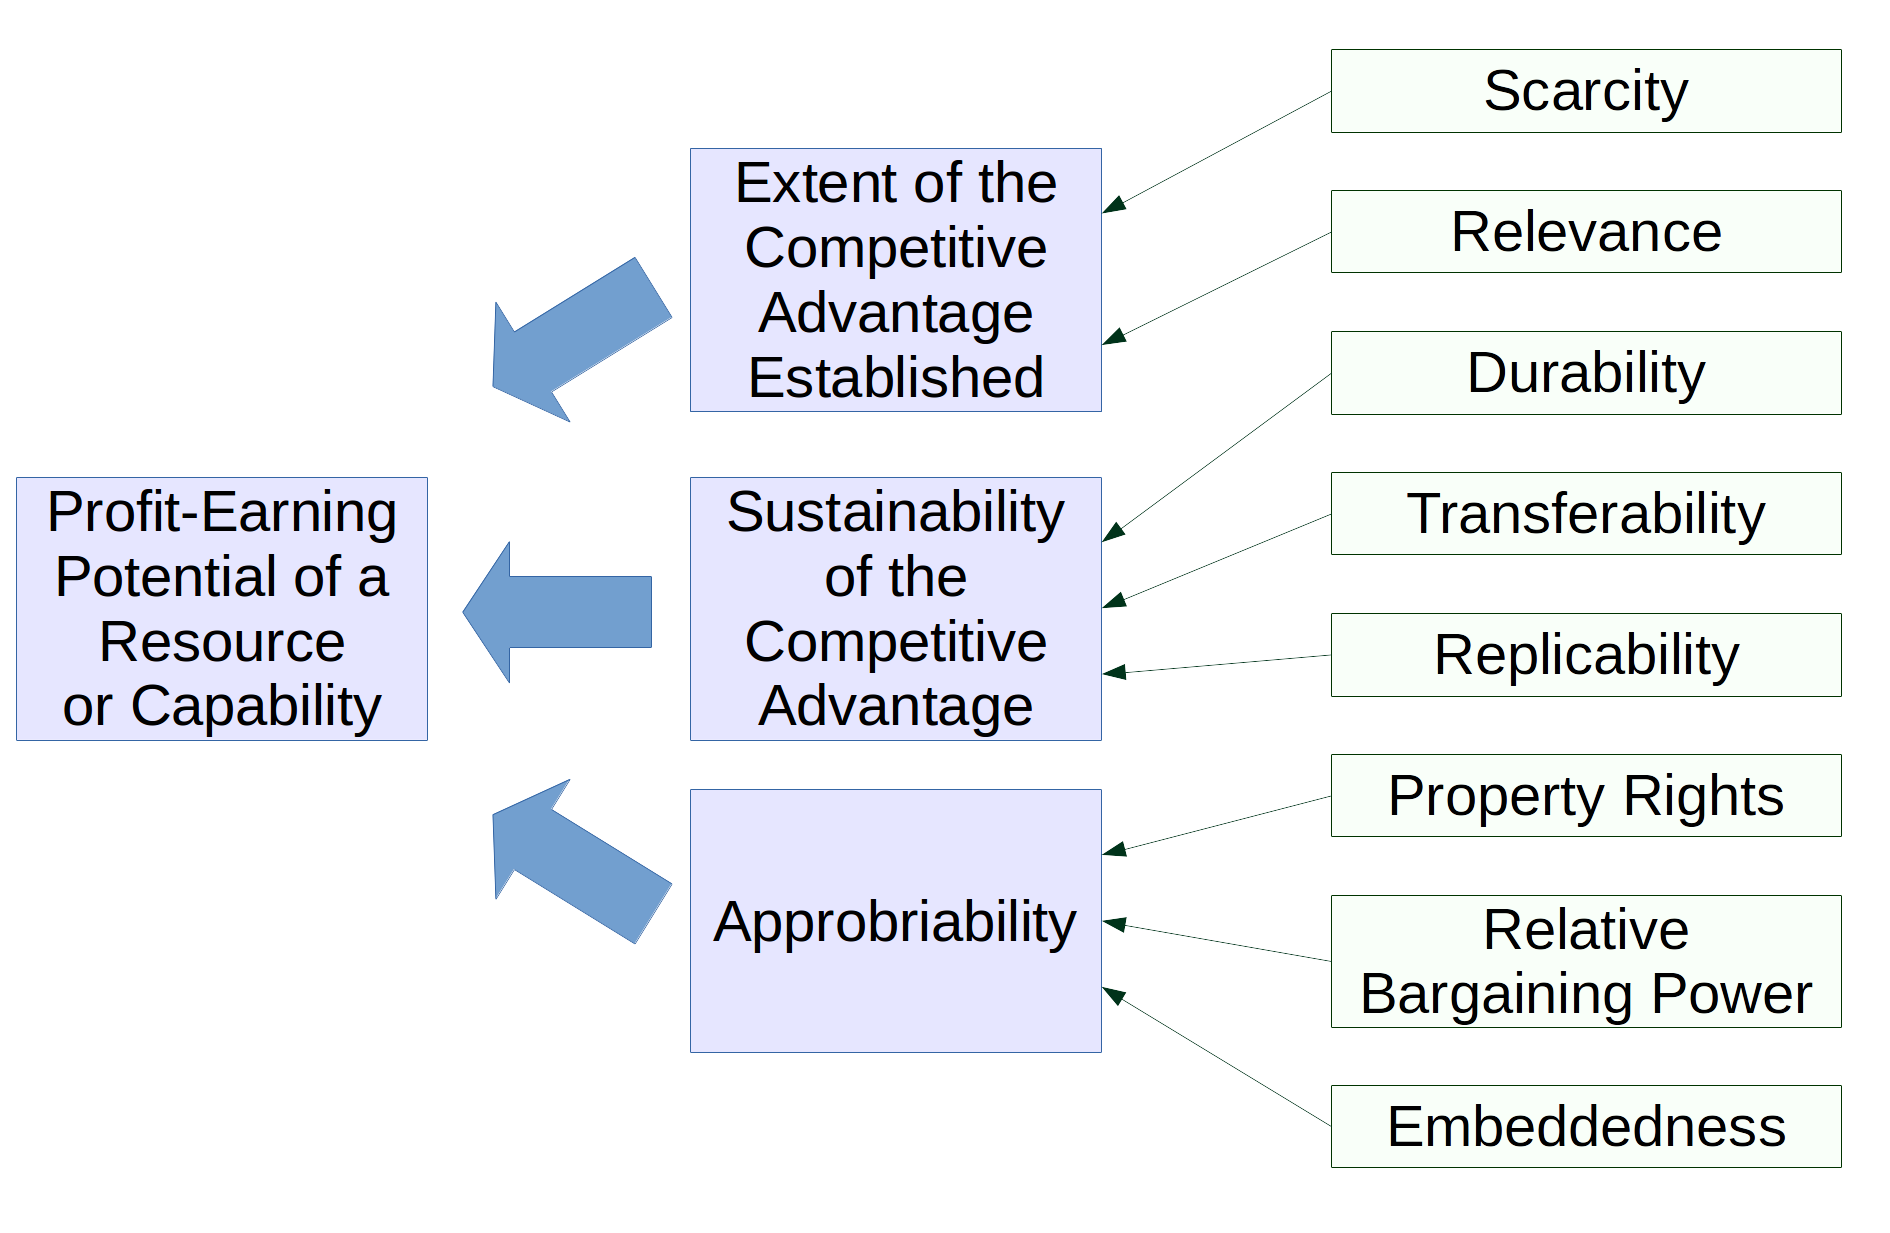 Profit-Earning
Potential of a
Resource
or Capability
Extent of the
Competitive
Advantage
Established
Sustainability
of the
Competitive
Advantage
Approbriability
Scarcity
Relevance
Durability
Transferability
Replicability
Property Rights
Relative
Bargaining Power
Embeddedness